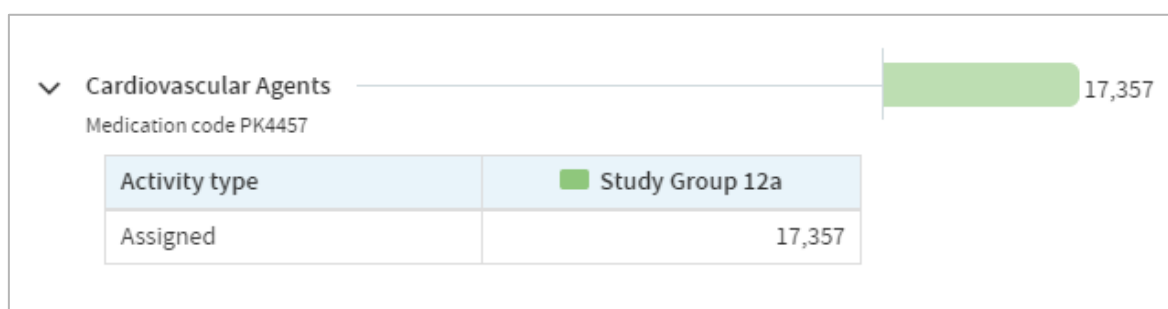 Cardiovascular Agents 17,357
Medication code PK4457
Activity type Study Group 12a
Assigned 17,357